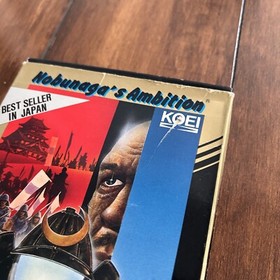 Nobunaga's Ambition
BEST SELLER
IN JAPAN
KOEI